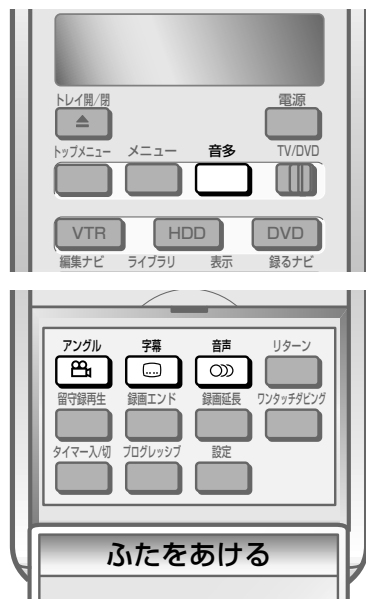 トレイ開/閉 電源
トップメニュー メニュー 音多 TV/DVD
VTR HDD DVD
編集ナビ ライブラリ 表示 録るナビ
アングル 字幕 音声 リターン
留守録再生 録画エンド 録画延長 ワンタッチダビング
タイマー入/切 プログレッシブ 設定
ふたをあける